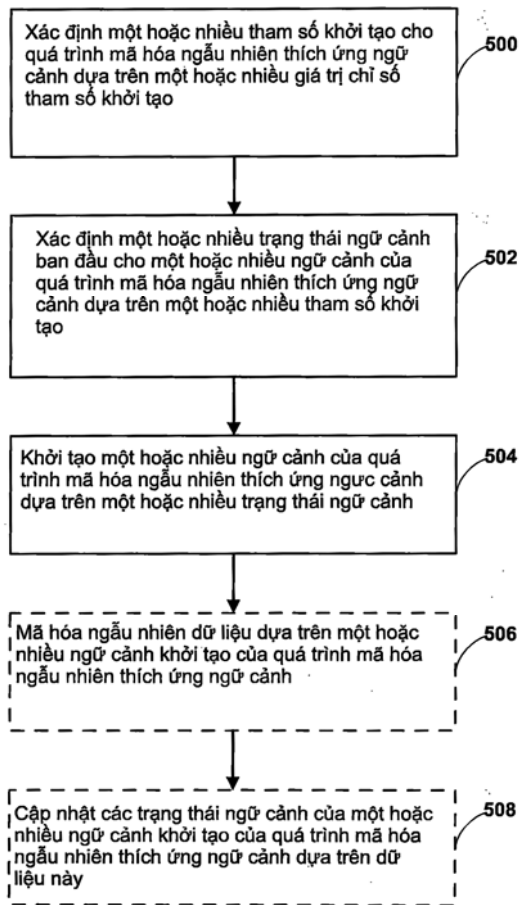 Xác định một hoặc nhiều tham số khởi tạo cho
quá trình mã hóa ngẫu nhiên thích ứng ngữ
cảnh dựa trên một hoặc nhiều giá trị chỉ số
tham số khởi tạo
500
Xác định một hoặc nhiều trạng thái ngữ cảnh
ban đầu cho một hoặc nhiều ngữ cảnh của
quá trình mã hóa ngẫu nhiên thích ứng ngữ
cảnh dựa trên một hoặc nhiều tham số khởi
tạo
502
Khởi tạo một hoặc nhiều ngữ cảnh của quá
trình mã hóa ngẫu nhiên thích ứng ngưc cảnh
dựa trên một hoặc nhiều trạng thái ngữ cảnh
504
Mã hóa ngẫu nhiên dữ liệu dựa trên một hoặc
nhiều ngữ cảnh khởi tạo của quá trình mã hóa
ngẫu nhiên thích ứng ngữ cảnh
506
Cập nhật các trạng thái ngữ cảnh của một hoặc
nhiều ngữ cảnh khởi tạo của quá trình mã hóa
ngẫu nhiên thích ứng ngữ cảnh dựa trên dữ
liệu này
508